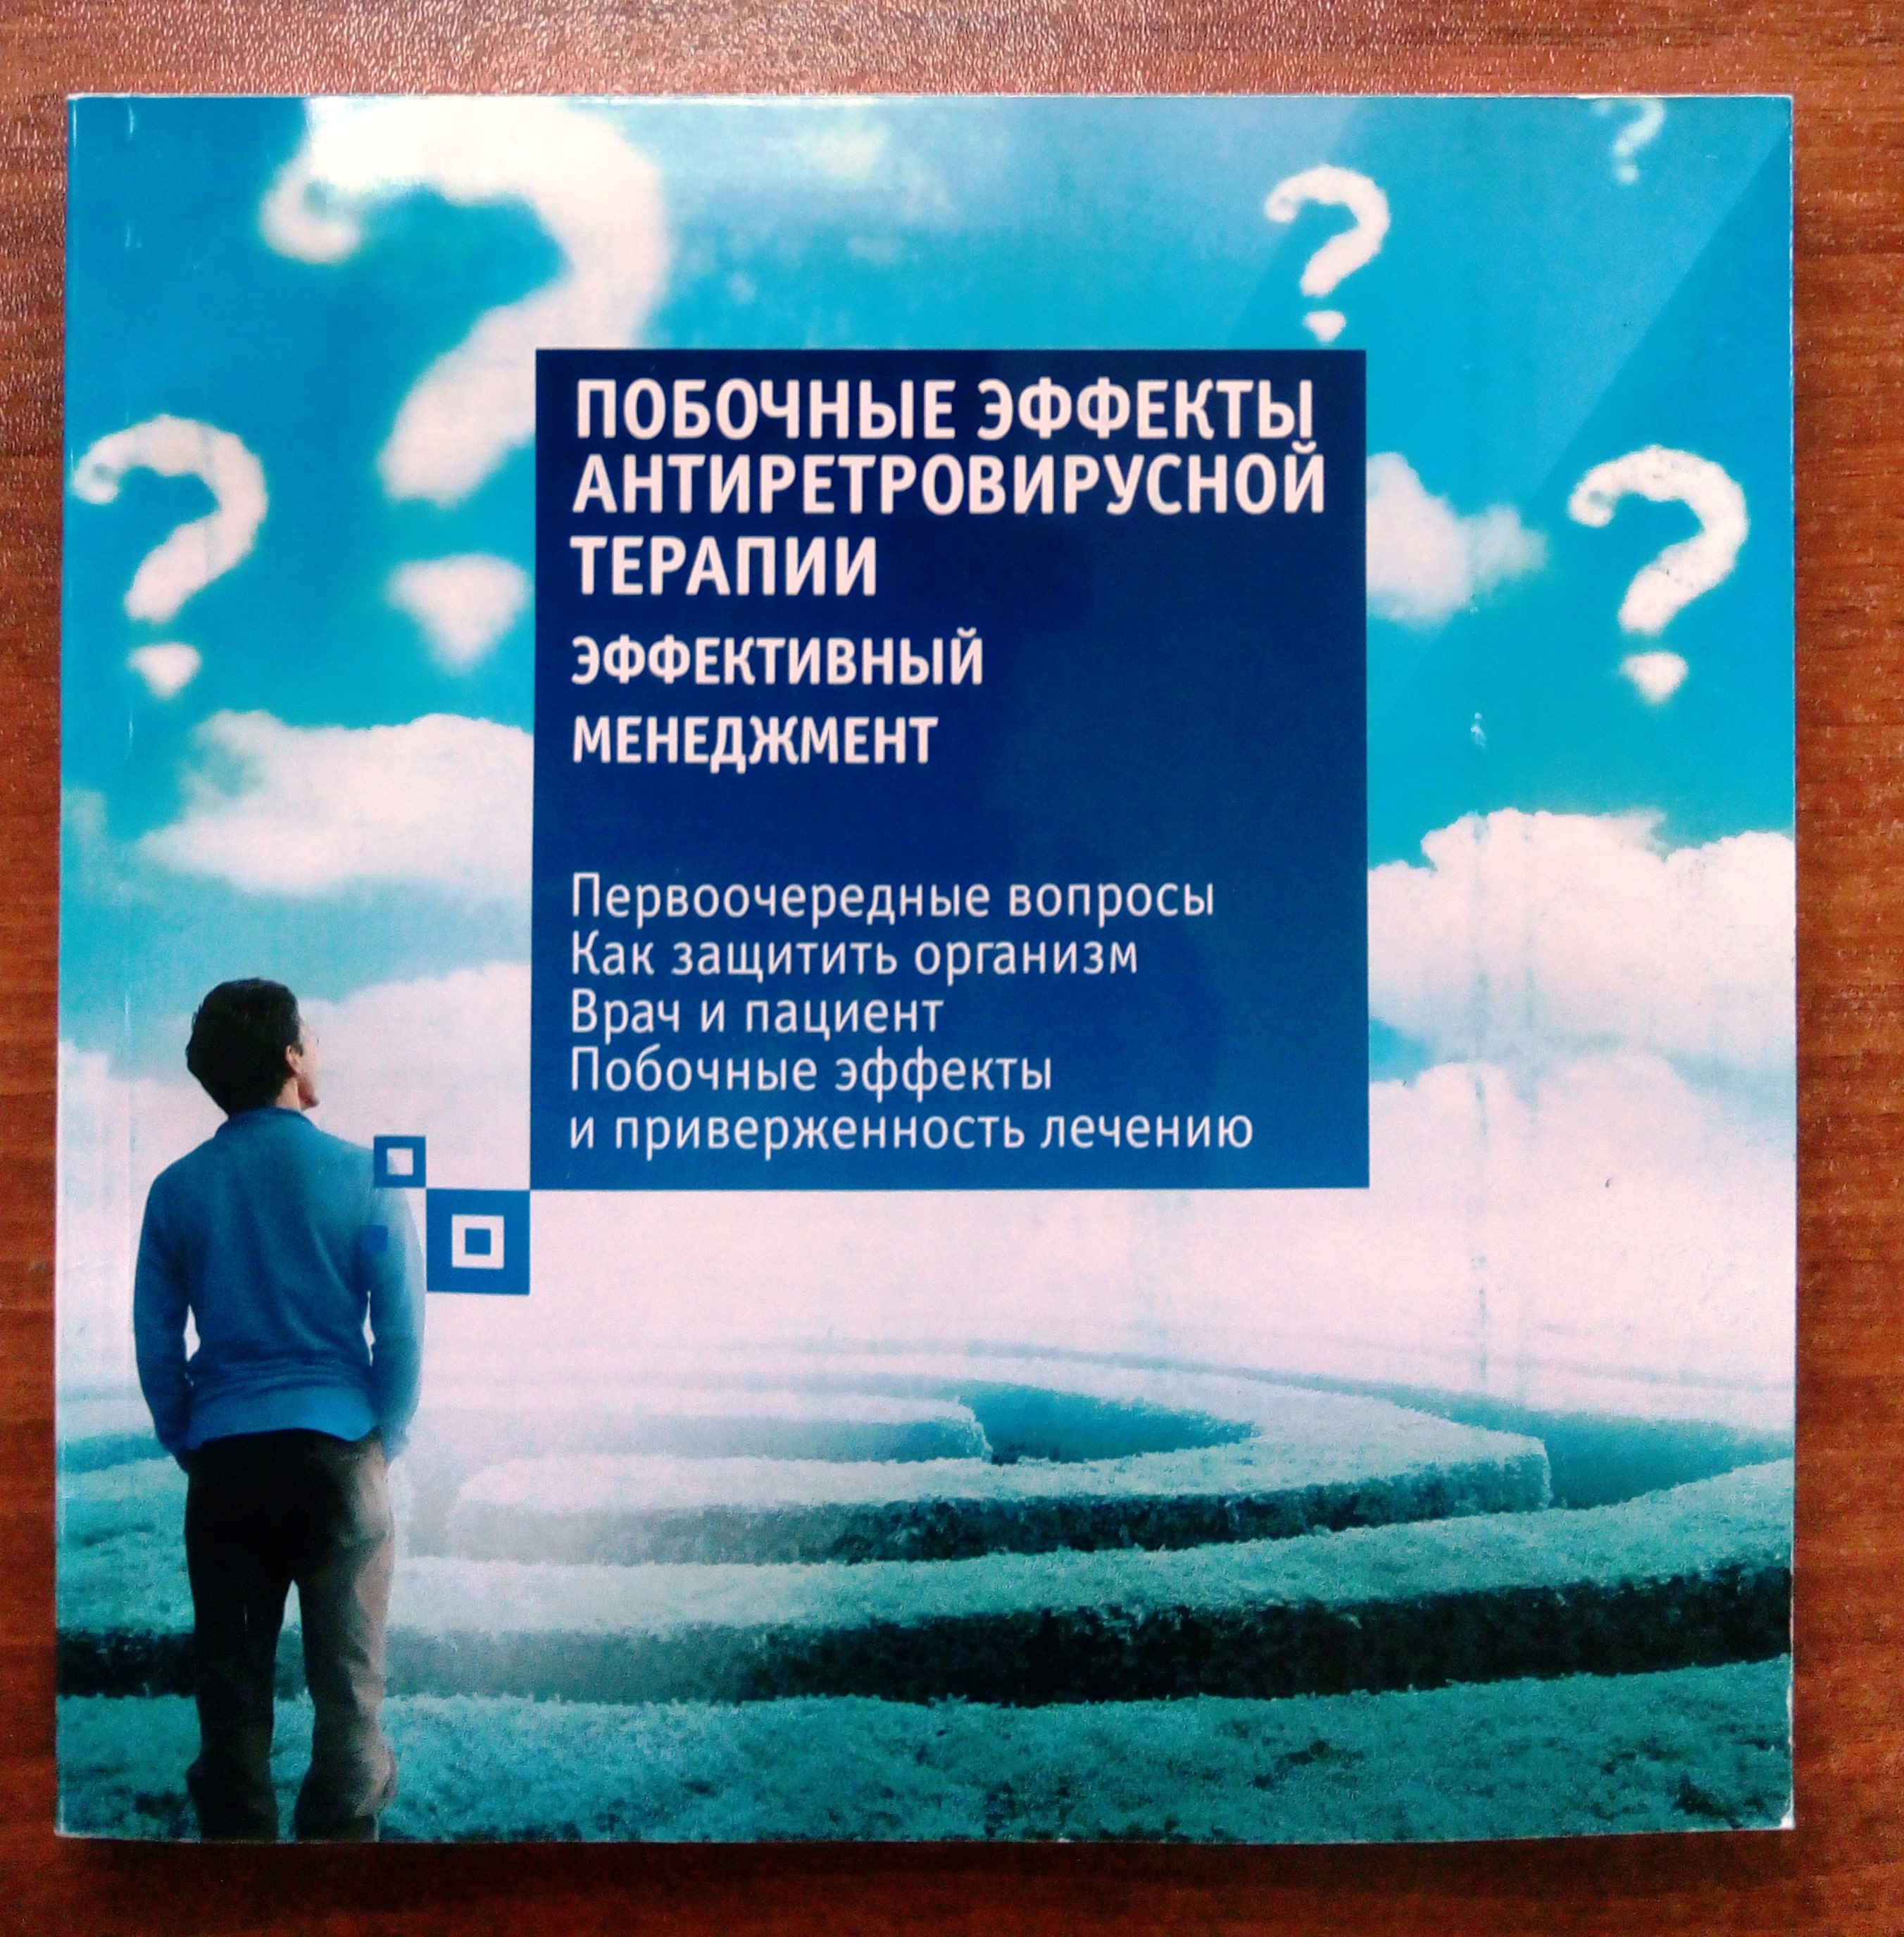 ПОБОЧНЫЕ ЭФФЕКТЫ
АНТИРЕТРОВИРУСНОЙ
ТЕРАПИИ
ЭФФЕКТИВНЫЙ
МЕНЕДЖМЕНТ
Первоочередные вопросы
Как защитить организм
Врач и пациент
Побочные эффекты
и приверженность лечению